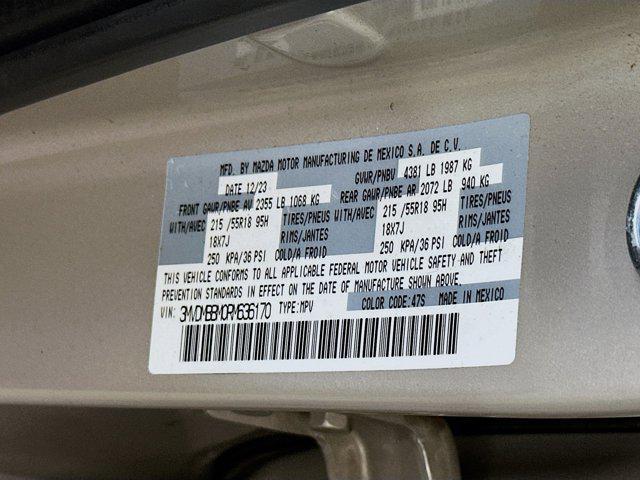 MFD. BY MAZDA MOTOR MANUFACTURING DE MEXICO S.A. DE C.V.
DATE 12/23 GVWR/PNBV 4381 LB 1987 KG
FRONT GAWR/PNBE AV 2355 LB 1068 KG REAR GAWR/PNBE AR 2072 LB 940 KG
WITH/AVEC 215 /55R18 95H TIRES/PNEUS WITH/AVEC 215 /55R18 95H TIRES/PNEUS
18X7J RIMS/JANTES 18X7J RIMS/JANTES
250 KPA/36 PSI COLD/A FROID 250 KPA/36 PSI COLD/A FROID
THIS VEHICLE CONFORMS TO ALL APPLICABLE FEDERAL MOTOR VEHICLE SAFETY AND THEFT
PREVENTION STANDARDS IN EFFECT ON THE DATE OF MANUFACTURE SHOWN ABOVE.
COLOR CODE:47S MADE IN MEXICO
VIN: 3MVDMBBM0RM636170 TYPE:MPV